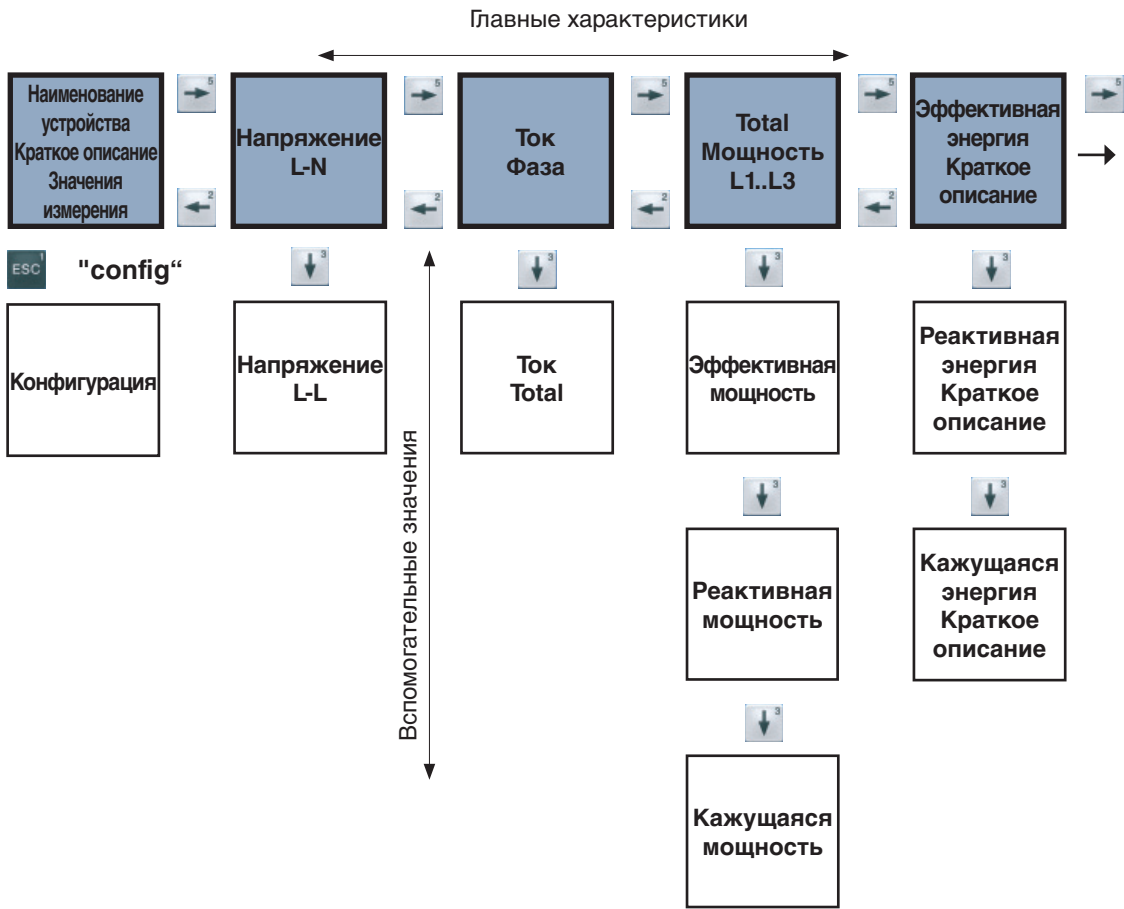 Главные характеристики
Наименование
устройства
Краткое описание
Значения
измерения
5
2
Напряжение
L-N
5
2
Ток
Фаза
5
2
Total
Мощность
L1..L3
5
2
Эффективная
энергия
Краткое
описание
5
ESC 1
"config“
3
3
3
3
Конфигурация
Напряжение
L-L
Вспомогательные значения
Ток
Total
Эффективная
мощность
Реактивная
энергия
Краткое
описание
3
3
Реактивная
мощность
Кажущаяся
энергия
Краткое
описание
3
Кажущаяся
мощность